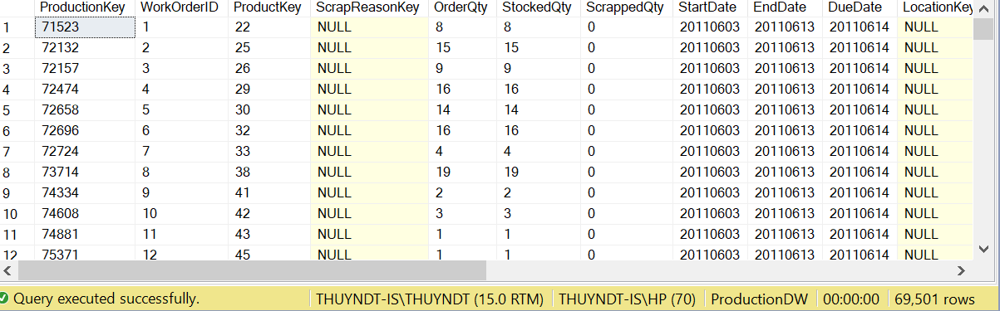 ProductionKey WorkOrderID ProductKey ScrapReasonKey OrderQty StockedQty ScrappedQty StartDate EndDate DueDate LocationKey
1 71523 1 22 NULL 8 8 0 20110603 20110613 20110614 NULL
2 72132 2 25 NULL 15 15 0 20110603 20110613 20110614 NULL
3 72157 3 26 NULL 9 9 0 20110603 20110613 20110614 NULL
4 72474 4 29 NULL 16 16 0 20110603 20110613 20110614 NULL
5 72658 5 30 NULL 14 14 0 20110603 20110613 20110614 NULL
6 72696 6 32 NULL 16 16 0 20110603 20110613 20110614 NULL
7 72724 7 33 NULL 4 4 0 20110603 20110613 20110614 NULL
8 73714 8 38 NULL 19 19 0 20110603 20110613 20110614 NULL
9 74334 9 41 NULL 2 2 0 20110603 20110613 20110614 NULL
10 74608 10 42 NULL 3 3 0 20110603 20110613 20110614 NULL
11 74881 11 43 NULL 1 1 0 20110603 20110613 20110614 NULL
12 75371 12 45 NULL 1 1 0 20110603 20110613 20110614 NULL
Query executed successfully. THUYNDT-IS\THUYNDT (15.0 RTM) THUYNDT-IS\HP (70) ProductionDW 00:00:00 69,501 rows